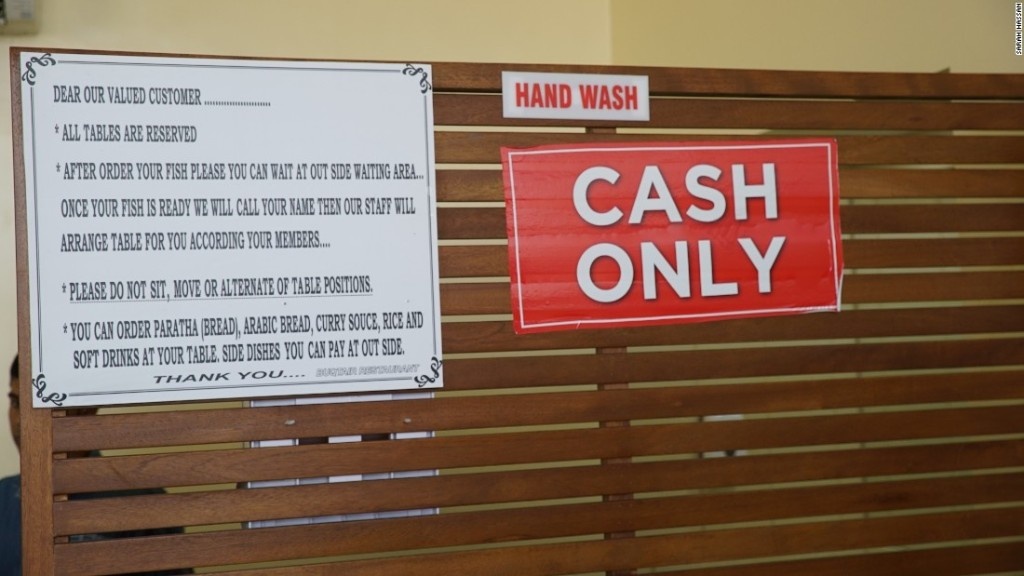 DEAR OUR VALUED CUSTOMER .......................
* ALL TABLES ARE RESERVED
* AFTER ORDER YOUR FISH PLEASE YOU CAN WAIT AT OUT SIDE WAITING AREA...
ONCE YOUR FISH IS READY WE WILL CALL YOUR NAME THEN OUR STAFF WILL
ARRANGE TABLE FOR YOU ACCORDING YOUR MEMBERS....
* PLEASE DO NOT SIT, MOVE OR ALTERNATE OF TABLE POSITIONS.
* YOU CAN ORDER PARATHA (BREAD), ARABIC BREAD, CURRY SOUCE, RICE AND
SOFT DRINKS AT YOUR TABLE. SIDE DISHES YOU CAN PAY AT OUT SIDE.
THANK YOU....
RESTAURANT
HAND WASH
CASH
ONLY
SARAH HASSAN